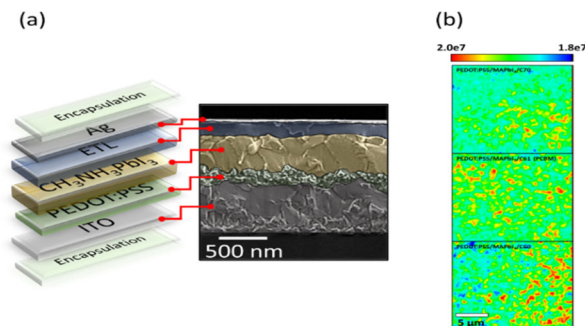 (a)
Encapsulation
Ag
ETL
CH3NH3PbI3
PEDOT:PSS
ITO
Encapsulation
500 nm
(b)
2.0e7 1.8e7
PEDOT:PSS/MAPbI3/C70
PEDOT:PSS/MAPbI3/C61 (PCBM)
PEDOT:PSS/MAPbI3/C60
5 μm